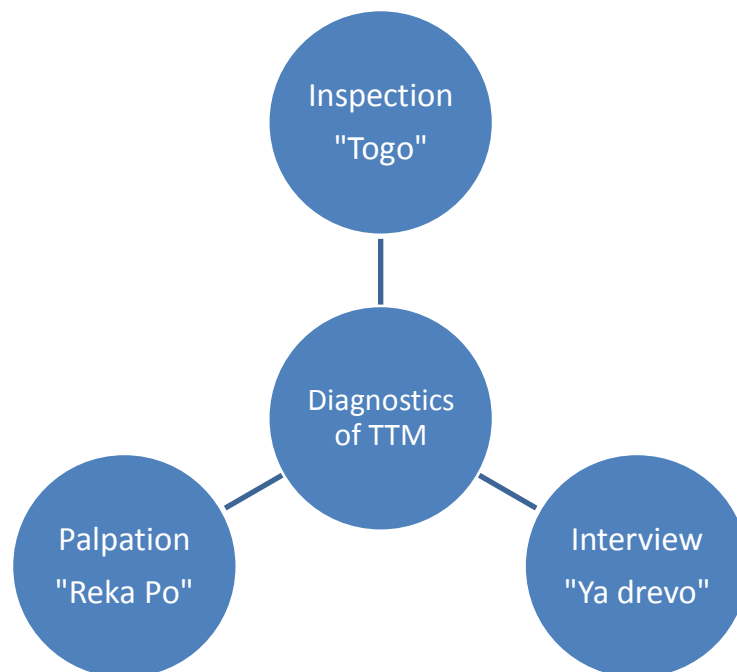 Inspection
"Togo"
Diagnostics
of TTM
Palpation
"Reka Po"
Interview
"Ya drevo"